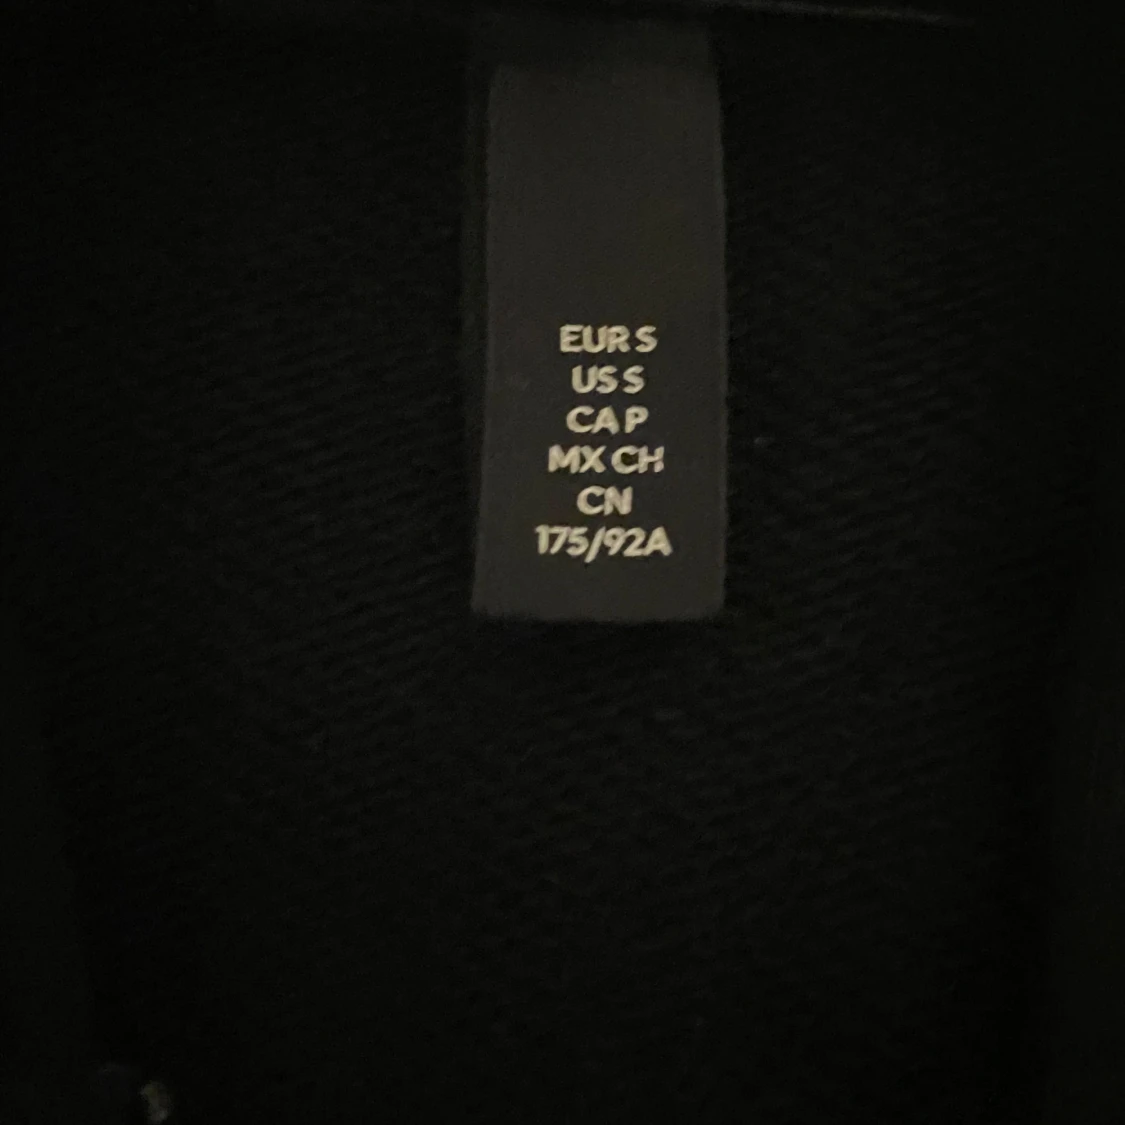 EUR S
US S
CA P
MX CH
CN
175/92A